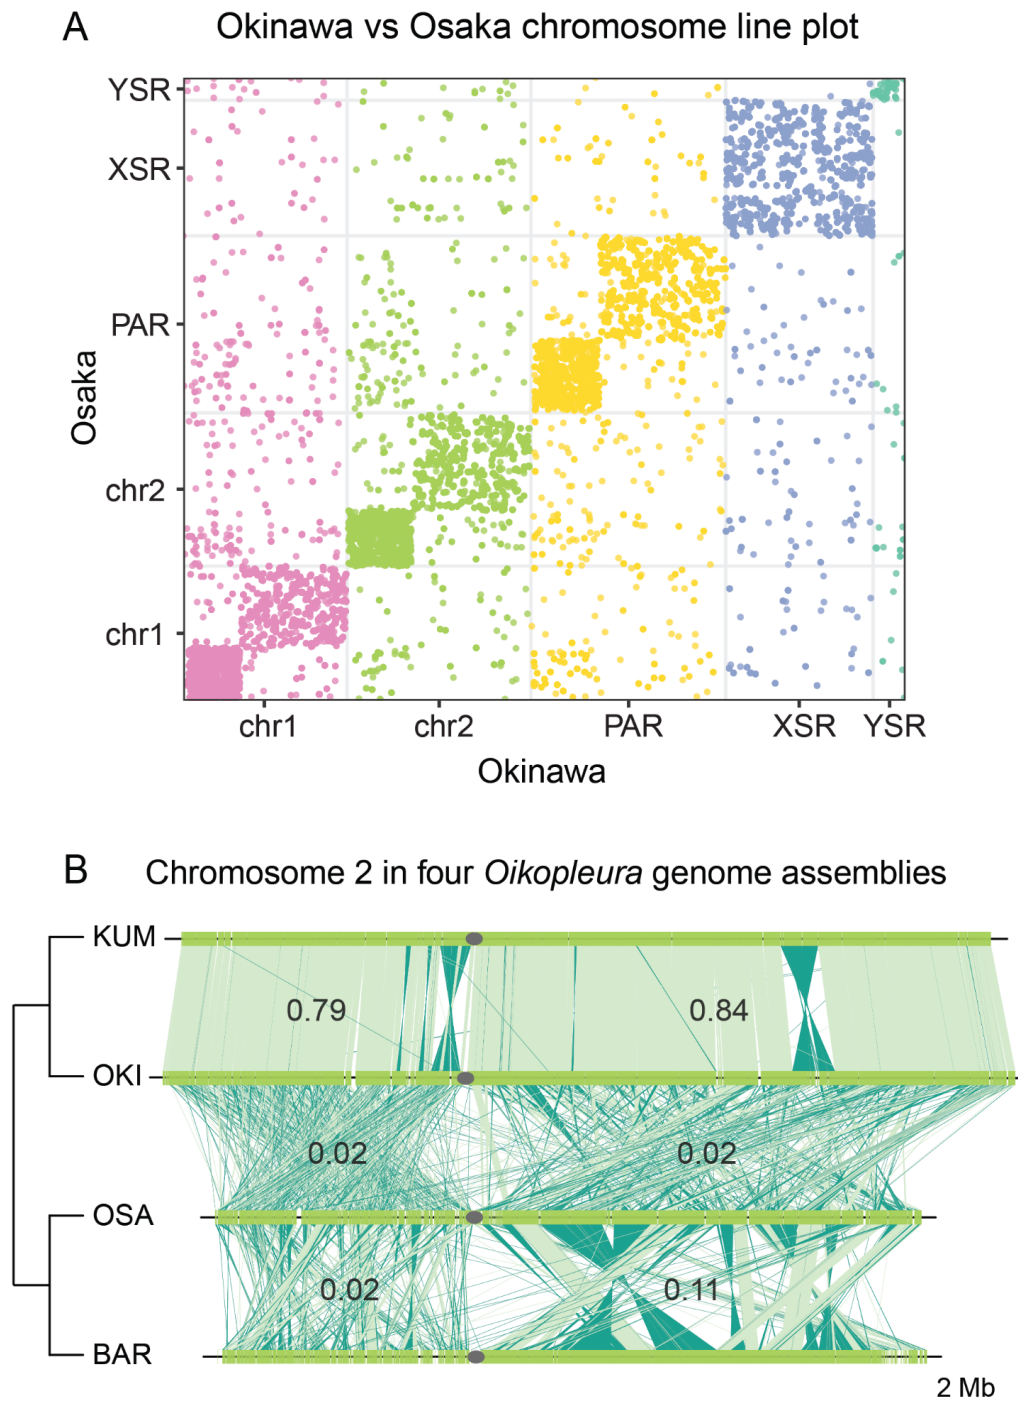 A
Okinawa vs Osaka chromosome line plot
YSR
XSR
PAR
chr2
chr1
Osaka
chr1 chr2 PAR XSR YSR
Okinawa
B
Chromosome 2 in four Oikopleura genome assemblies
KUM
0.79 0.84
OKI
0.02 0.02
OSA
0.02 0.11
BAR
2 Mb